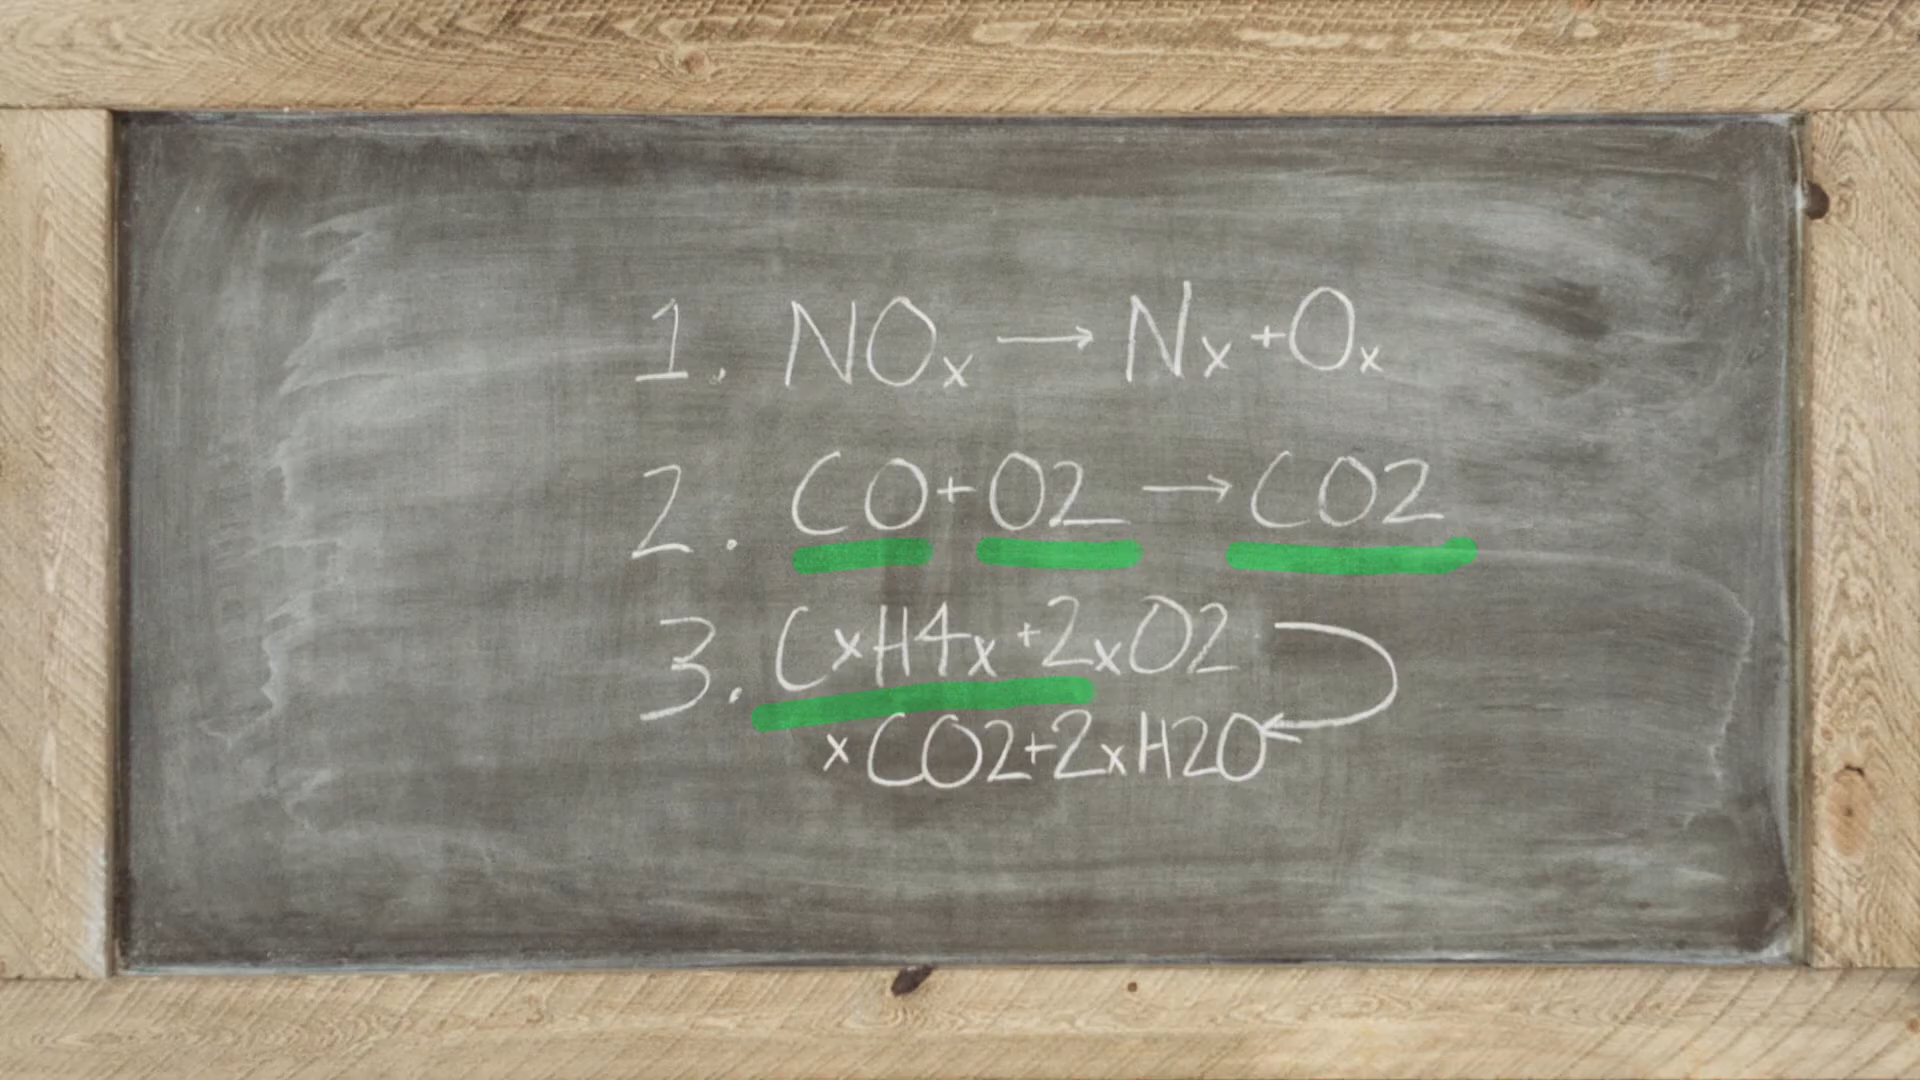 1. NOx → Nx + Ox
2. CO + O2 → CO2
3. CxH4x + 2xO2
xCO2 + 2xH2O